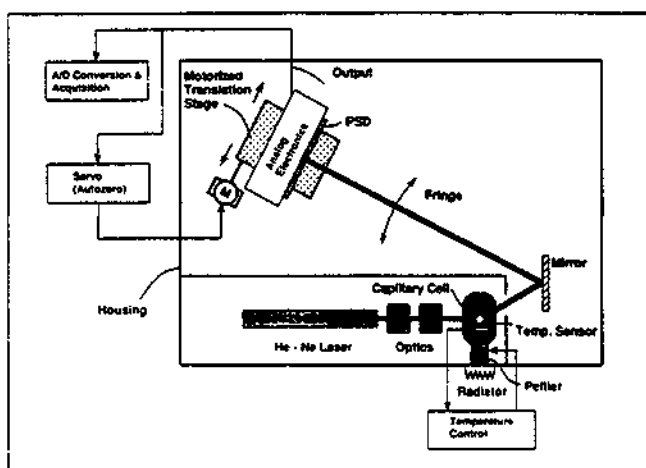 A/D Conversion &
Acquisition
Motorized
Translation
Stage
Output
PSD
Analog
Electronics
Servo
(Autozero)
M
Fringe
Mirror
Housing
Capillary Cell
Temp. Sensor
He - Ne Laser
Optics
Peltier
Radiator
Temperature
Control